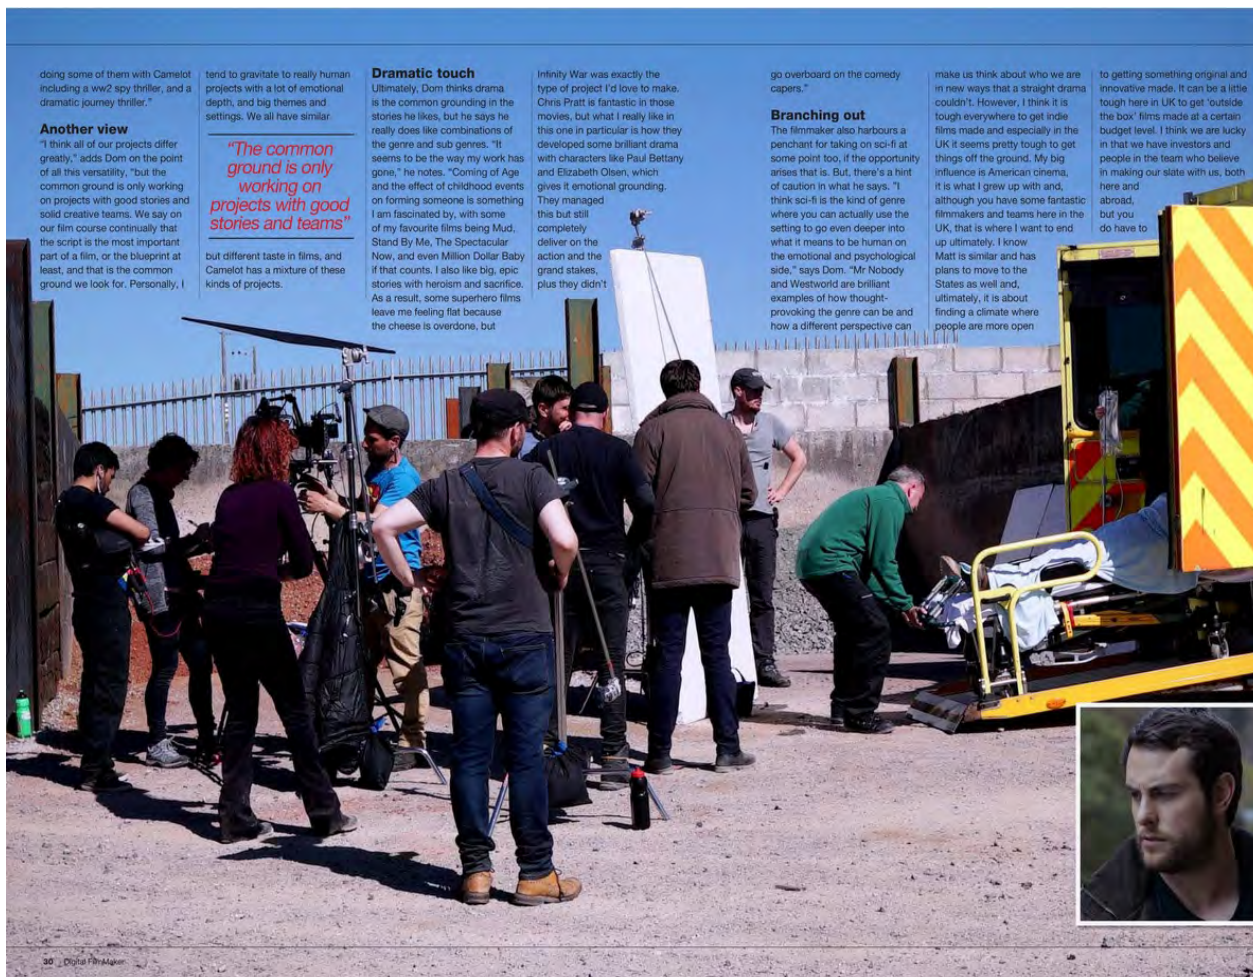 doing some of them with Camelot
including a ww2 spy thriller, and a
dramatic journey thriller."
Another view
"I think all of our projects differ
greatly," adds Dom on the point
of all this versatility, "but the
common ground is only working
on projects with good stories and
solid creative teams. We say on
our film course continually that
the script is the most important
part of a film, or the blueprint at
least, and that is the common
ground we look for. Personally, I
tend to gravitate to really human
projects with a lot of emotional
depth, and big themes and
settings. We all have similar
"The common
ground is only
working on
projects with good
stories and teams"
but different taste in films, and
Camelot has a mixture of these
kinds of projects.
Dramatic touch
Ultimately, Dom thinks drama
is the common grounding in the
stories he likes, but he says he
really does like combinations of
the genre and sub genres. "It
seems to be the way my work has
gone," he notes. "Coming of Age
and the effect of childhood events
on forming someone is something
I am fascinated by, with some
of my favourite films being Mud,
Stand By Me, The Spectacular
Now, and even Million Dollar Baby
if that counts. I also like big, epic
stories with heroism and sacrifice.
As a result, some superhero films
leave me feeling flat because
the cheese is overdone, but
Infinity War was exactly the
type of project I'd love to make.
Chris Pratt is fantastic in those
movies, but what I really like in
this one in particular is how they
developed some brilliant drama
with characters like Paul Bettany
and Elizabeth Olsen, which
gives it emotional grounding.
They managed
this but still
completely
deliver on the
action and the
grand stakes,
plus they didn't
go overboard on the comedy
capers."
Branching out
The filmmaker also harbours a
penchant for taking on sci-fi at
some point too, if the opportunity
arises that is. But, there's a hint
of caution in what he says. "I
think sci-fi is the kind of genre
where you can actually use the
setting to go even deeper into
what it means to be human on
the emotional and psychological
side," says Dom. "Mr Nobody
and Westworld are brilliant
examples of how thought-
provoking the genre can be and
how a different perspective can
make us think about who we are
in new ways that a straight drama
couldn't. However, I think it is
tough everywhere to get indie
films made and especially in the
UK it seems pretty tough to get
things off the ground. My big
influence is American cinema,
it is what I grew up with and,
although you have some fantastic
filmmakers and teams here in the
UK, that is where I want to end
up ultimately. I know
Matt is similar and has
plans to move to the
States as well and,
ultimately, it is about
finding a climate where
people are more open
to getting something original and
innovative made. It can be a little
tough here in UK to get 'outside
the box' films made at a certain
budget level. I think we are lucky
in that we have investors and
people in the team who believe
in making our slate with us, both
here and
abroad,
but you
do have to
30 Digital FilmMaker